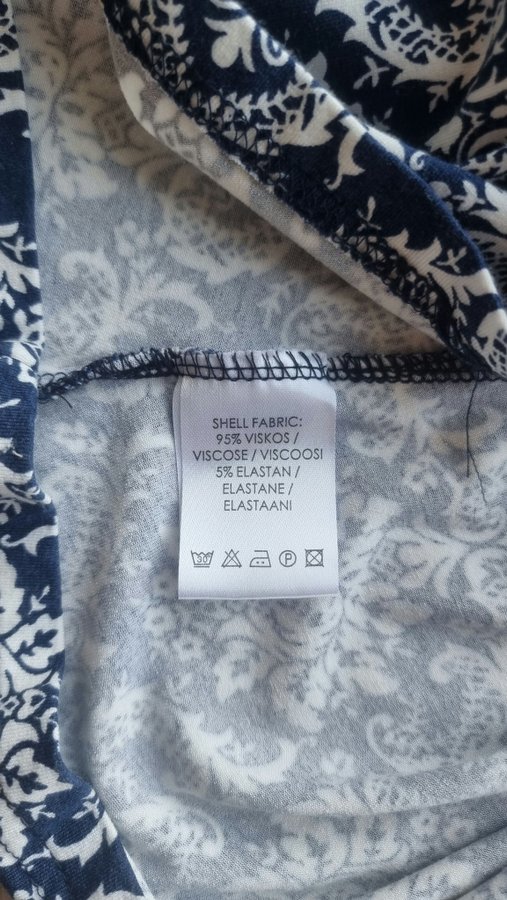 SHELL FABRIC:
95% VISKOS /
VISCOSE / VISCOOSI
5% ELASTAN /
ELASTANE /
ELASTAANI
30
P